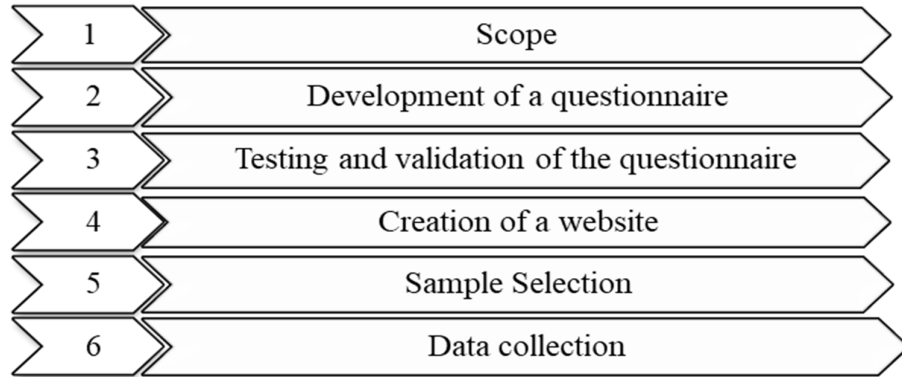 1 Scope
2 Development of a questionnaire
3 Testing and validation of the questionnaire
4 Creation of a website
5 Sample Selection
6 Data collection